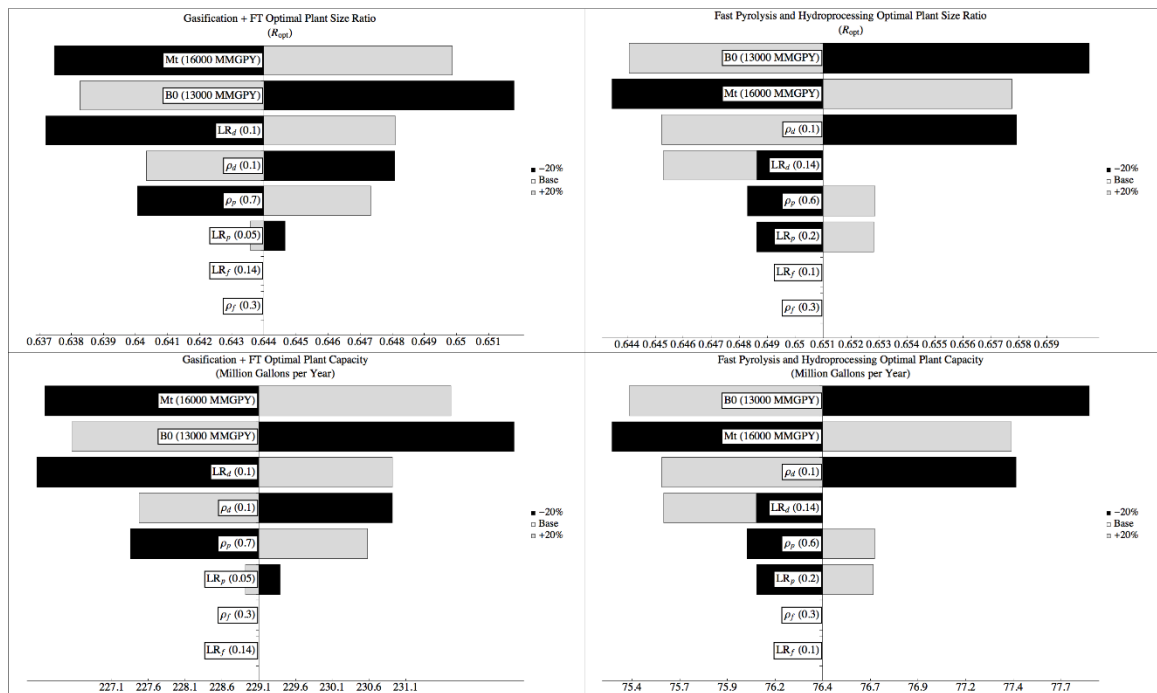 Gasification + FT Optimal Plant Size Ratio
(Ropt)
Mt (16000 MMGPY)
B0 (13000 MMGPY)
LRd (0.1)
ρd (0.1)
ρp (0.7)
LRp (0.05)
LRf (0.14)
ρf (0.3)
−20%
Base
+20%
0.637 0.638 0.639 0.64 0.641 0.642 0.643 0.644 0.645 0.646 0.647 0.648 0.649 0.65 0.651
Fast Pyrolysis and Hydroprocessing Optimal Plant Size Ratio
(Ropt)
B0 (13000 MMGPY)
Mt (16000 MMGPY)
ρd (0.1)
LRd (0.14)
ρp (0.6)
LRp (0.2)
LRf (0.1)
ρf (0.3)
−20%
Base
+20%
0.644 0.645 0.646 0.647 0.648 0.649 0.65 0.651 0.652 0.653 0.654 0.655 0.656 0.657 0.658 0.659
Gasification + FT Optimal Plant Capacity
(Million Gallons per Year)
Mt (16000 MMGPY)
B0 (13000 MMGPY)
LRd (0.1)
ρd (0.1)
ρp (0.7)
LRp (0.05)
ρf (0.3)
LRf (0.14)
−20%
Base
+20%
227.1 227.6 228.1 228.6 229.1 229.6 230.1 230.6 231.1
Fast Pyrolysis and Hydroprocessing Optimal Plant Capacity
(Million Gallons per Year)
B0 (13000 MMGPY)
Mt (16000 MMGPY)
ρd (0.1)
LRd (0.14)
ρp (0.6)
LRp (0.2)
ρf (0.3)
LRf (0.1)
−20%
Base
+20%
75.4 75.7 75.9 76.2 76.4 76.7 76.9 77.2 77.4 77.7